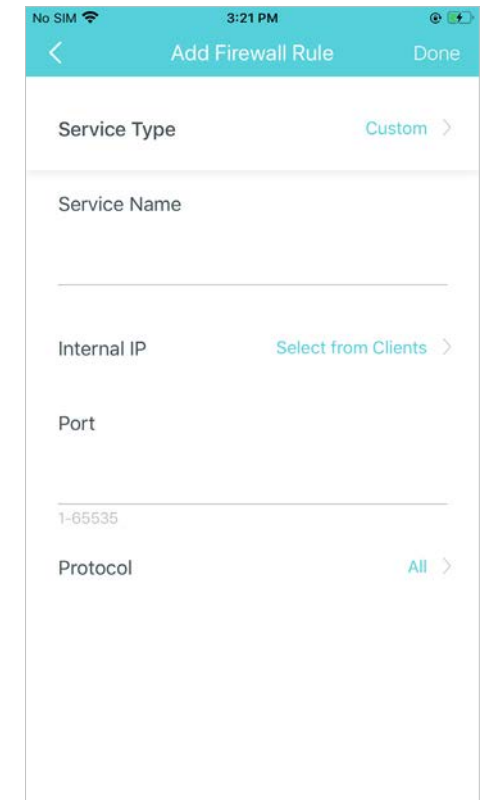 No SIM 3:21 PM
Add Firewall Rule Done
Service Type Custom
Service Name
Internal IP Select from Clients
Port
1-65535
Protocol All